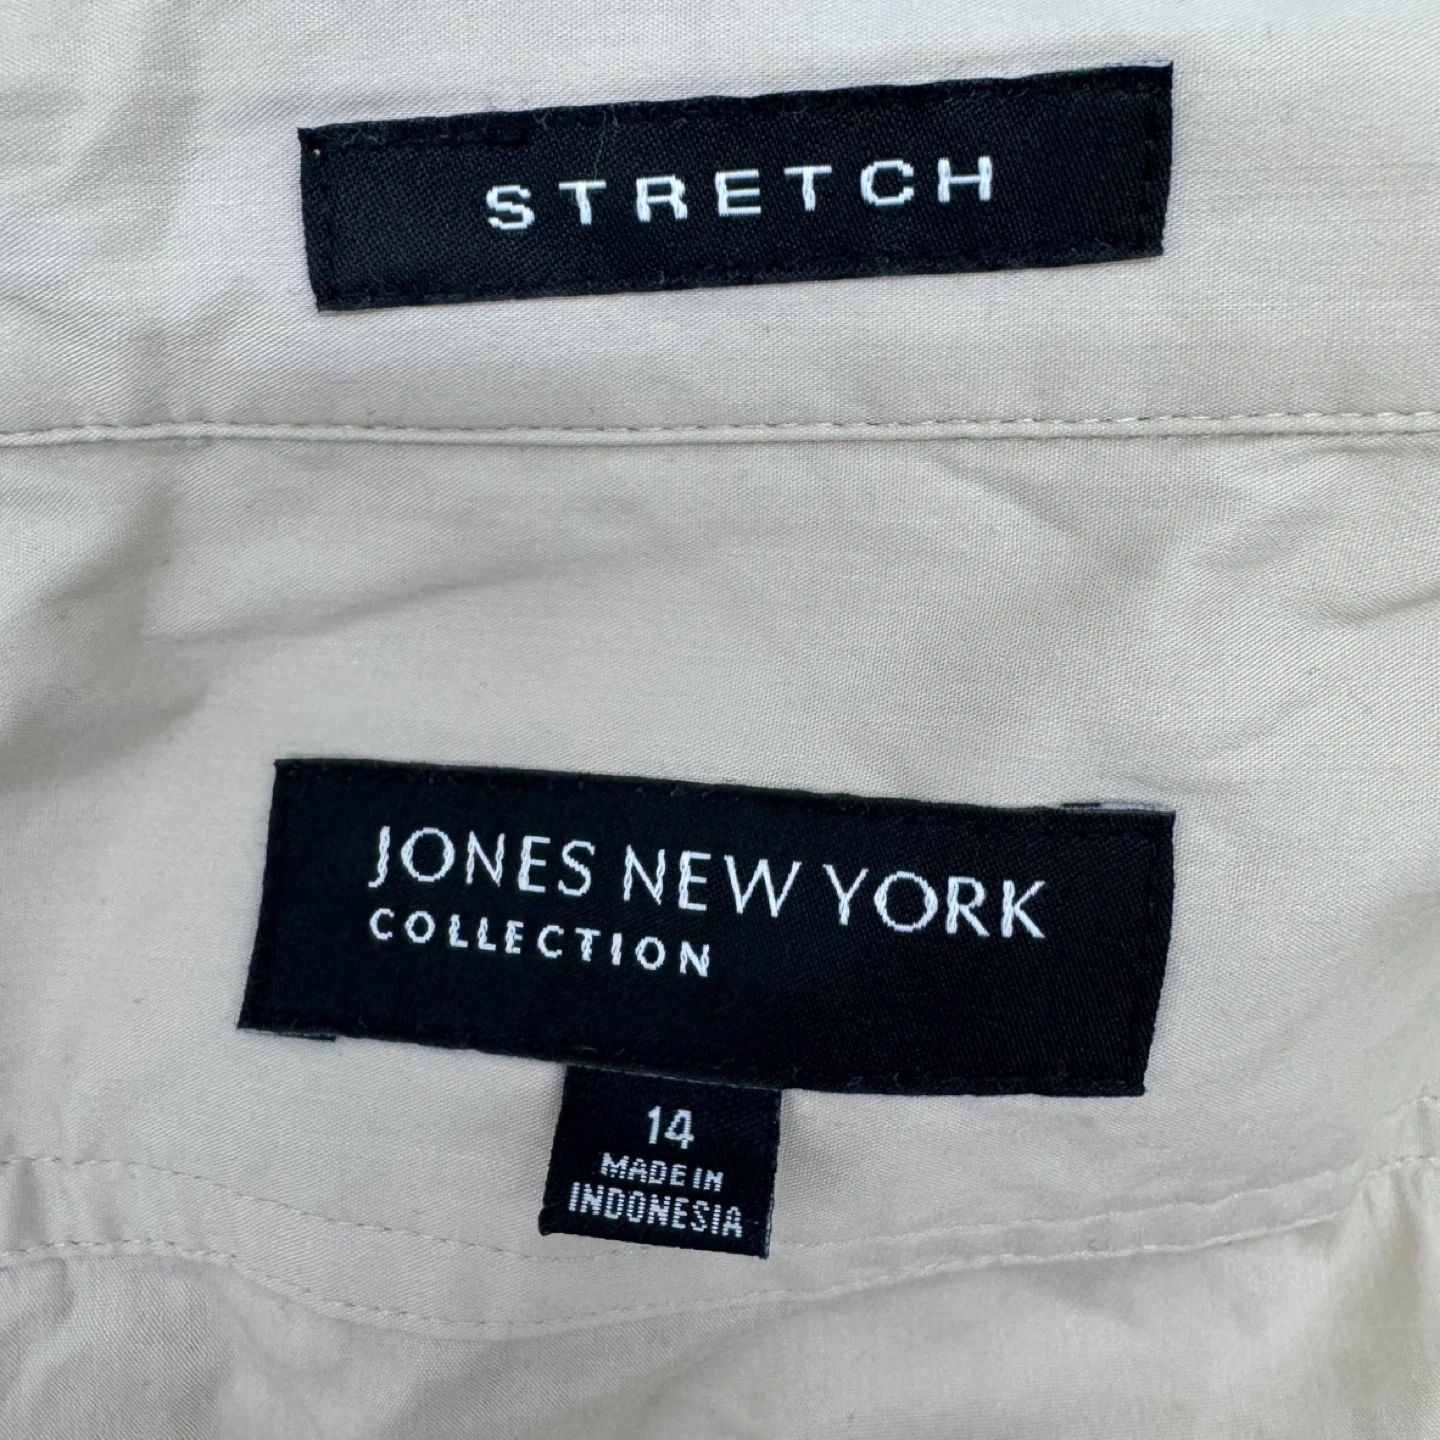 STRETCH
JONES NEW YORK
COLLECTION
14
MADE IN
INDONESIA